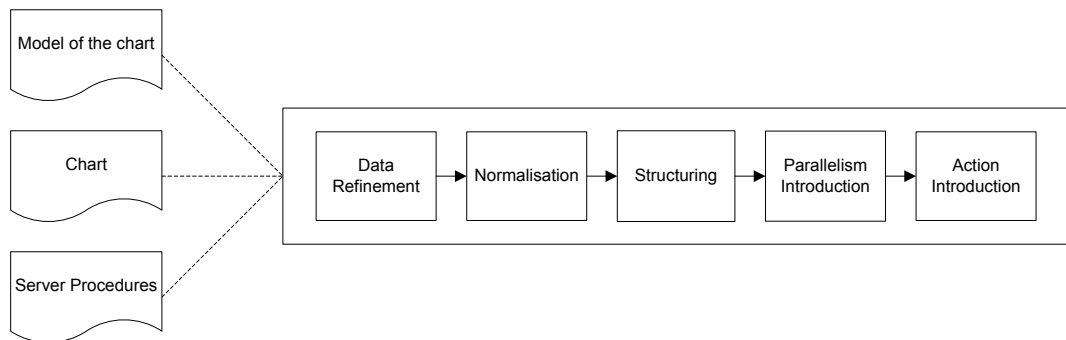 Model of the chart
Chart
Server Procedures
Data
Refinement
Normalisation
Structuring
Parallelism
Introduction
Action
Introduction